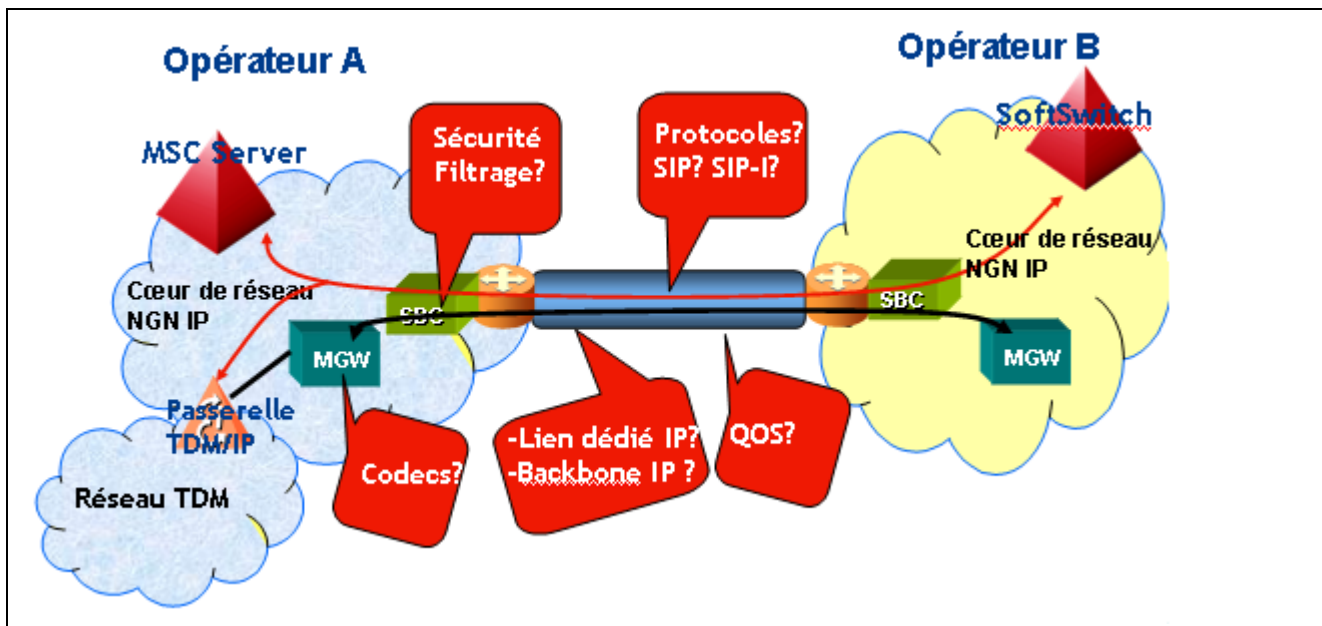 Opérateur A
Opérateur B
MSC Server
SoftSwitch
Sécurité
Filtrage?
Protocoles?
SIP? SIP-I?
Cœur de réseau
NGN IP
Cœur de réseau
NGN IP
SBC
SBC
MGW
MGW
Passerelle
TDM/IP
Réseau TDM
Codecs?
-Lien dédié IP?
-Backbone IP ?
QOS?